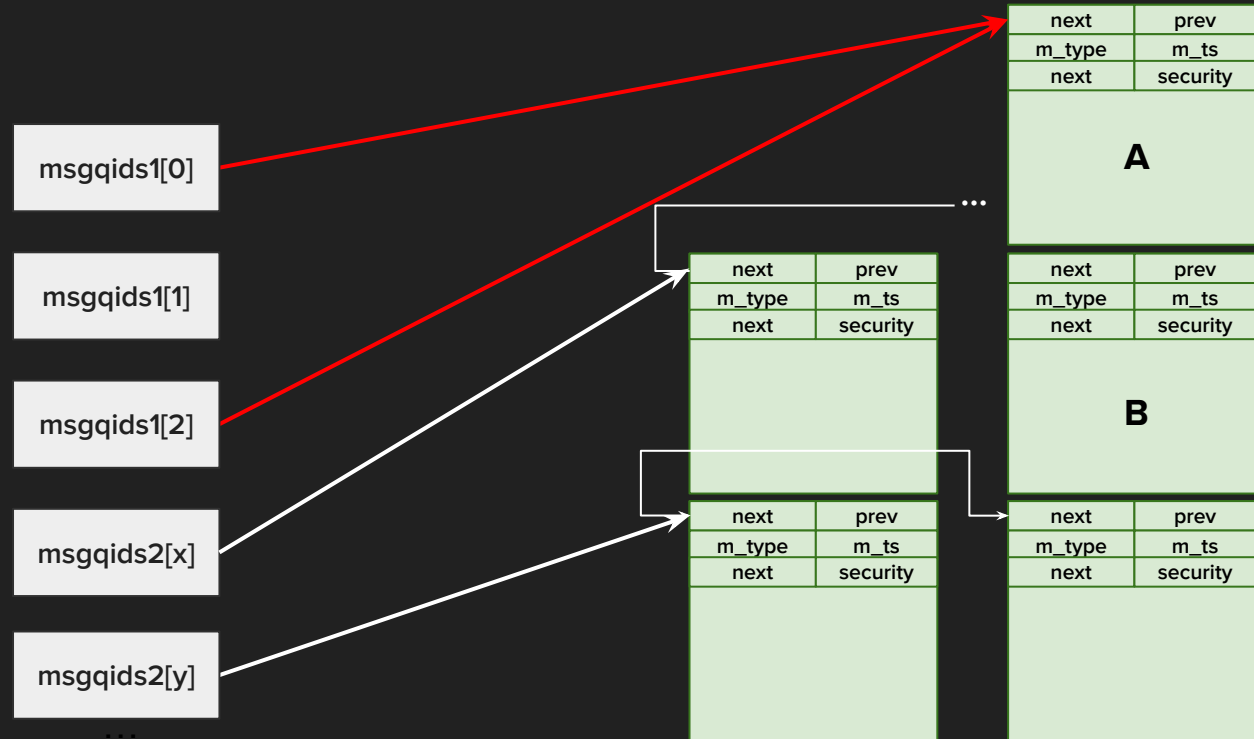 next prev
m_type m_ts
next security
A
msgqids1[0]
...
msgqids1[1]
next prev
m_type m_ts
next security
next prev
m_type m_ts
next security
B
msgqids1[2]
msgqids2[x]
next prev
m_type m_ts
next security
next prev
m_type m_ts
next security
msgqids2[y]
...